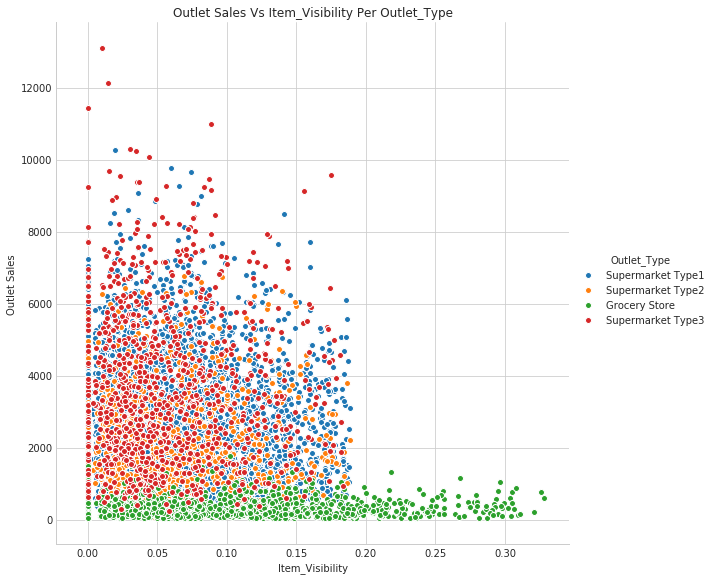 Outlet Sales Vs Item_Visibility Per Outlet_Type
12000
10000
8000
6000
4000
2000
0
Outlet Sales
0.00 0.05 0.10 0.15 0.20 0.25 0.30
Item_Visibility
Outlet_Type
Supermarket Type1
Supermarket Type2
Grocery Store
Supermarket Type3